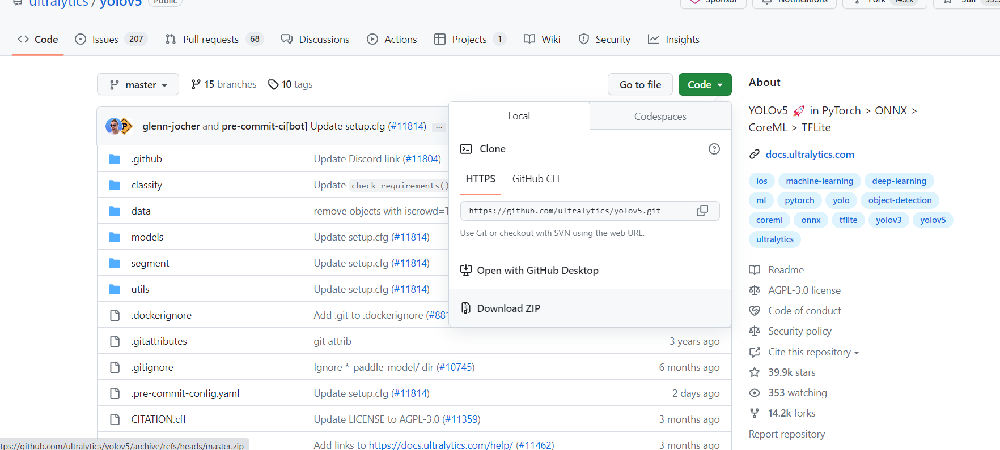 ultralytics / yolov5 Public
Sponsor Notifications Fork 14.2k Star
Code Issues 207 Pull requests 68 Discussions Actions Projects 1 Wiki Security Insights
master 15 branches 10 tags Go to file Code
glenn-jocher and pre-commit-ci[bot] Update setup.cfg (#11814) ...
.github Update Discord link (#11804)
classify Update check_requirements()
data remove objects with iscrowd=T
models Update setup.cfg (#11814)
segment Update setup.cfg (#11814)
utils Update setup.cfg (#11814)
.dockerignore Add .git to .dockerignore (#881
.gitattributes git attrib 3 years ago
.gitignore Ignore *_paddle_model/ dir (#10745) 6 months ago
.pre-commit-config.yaml Update setup.cfg (#11814) 2 days ago
CITATION.cff Update LICENSE to AGPL-3.0 (#11359) 3 months ago
Add links to https://docs.ultralytics.com/help/ (#11462) 3 months ago
tps://github.com/ultralytics/yolov5/archive/refs/heads/master.zip
Local Codespaces
Clone
HTTPS GitHub CLI
https://github.com/ultralytics/yolov5.git
Use Git or checkout with SVN using the web URL.
Open with GitHub Desktop
Download ZIP
About
YOLOv5 🚀 in PyTorch > ONNX >
CoreML > TFLite
docs.ultralytics.com
ios machine-learning deep-learning
ml pytorch yolo object-detection
coreml onnx tflite yolov3 yolov5
ultralytics
Readme
AGPL-3.0 license
Code of conduct
Security policy
Cite this repository
39.9k stars
353 watching
14.2k forks
Report repository